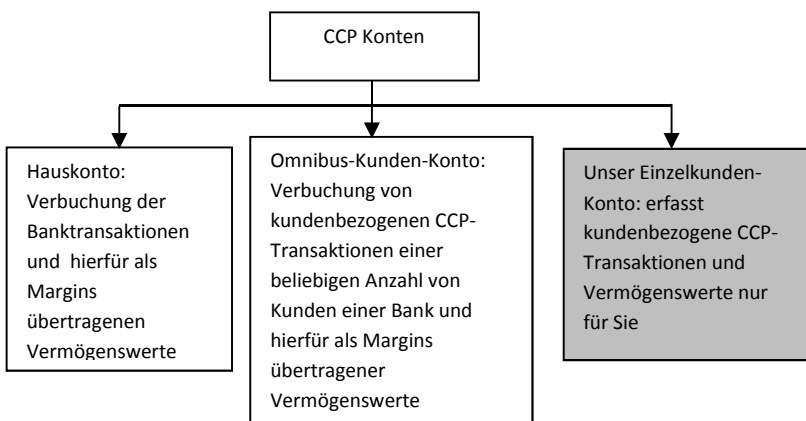 CCP Konten
Hauskonto:
Verbuchung der
Banktransaktionen
und hierfür als
Margins
übertragenen
Vermögenswerte
Omnibus-Kunden-Konto:
Verbuchung von
kundenbezogenen CCP-
Transaktionen einer
beliebigen Anzahl von
Kunden einer Bank und
hierfür als Margins
übertragener
Vermögenswerte
Unser Einzelkunden-
Konto: erfasst
kundenbezogene CCP-
Transaktionen und
Vermögenswerte nur
für Sie